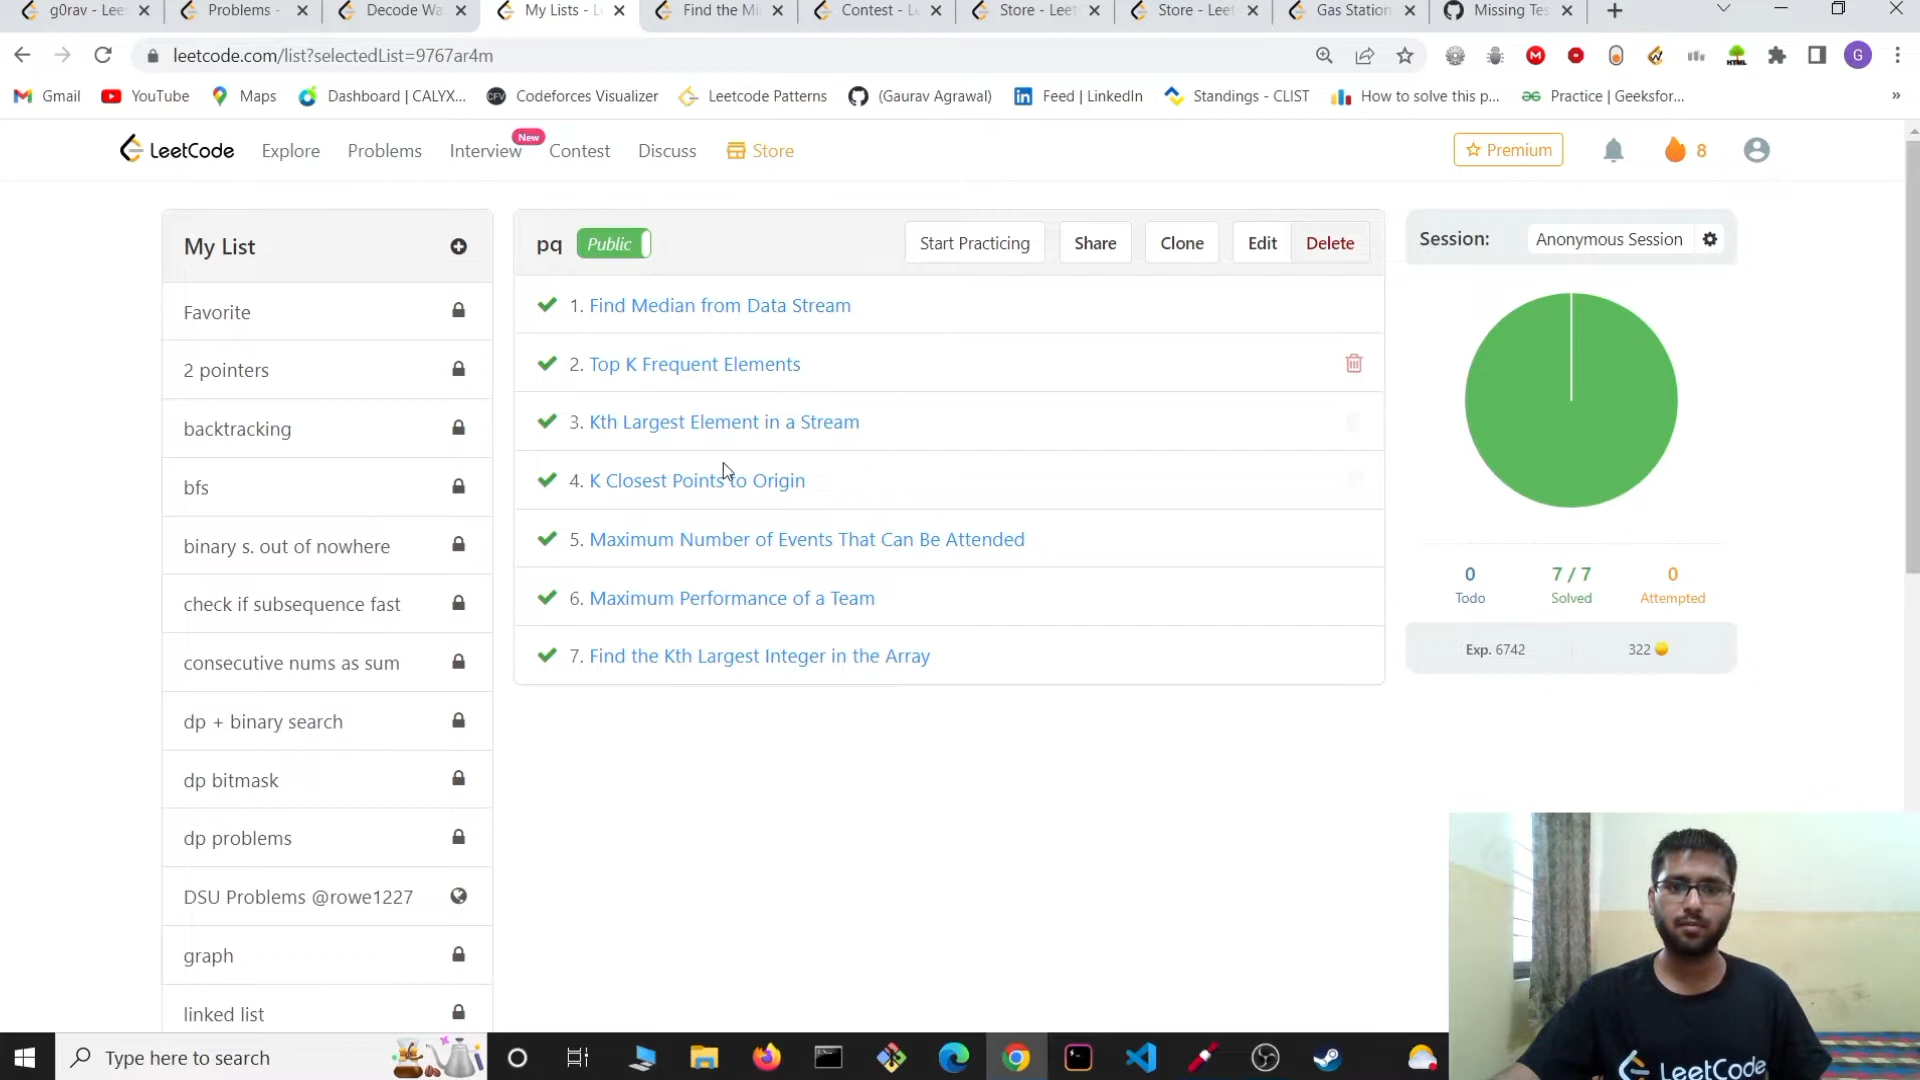 g0rav - Lee
Problems -
Decode Wa
My Lists - L
Find the Mi
Contest - L
Store - Leet
Store - Leet
Gas Station
Missing Tes
leetcode.com/list?selectedList=9767ar4m
G
Gmail
YouTube
Maps
Dashboard | CALYX...
Codeforces Visualizer
Leetcode Patterns
(Gaurav Agrawal)
Feed | LinkedIn
Standings - CLIST
How to solve this p...
Practice | Geeksfor...
»
LeetCode
Explore
Problems
Interview
New
Contest
Discuss
Store
Premium
8
My List
Favorite
2 pointers
backtracking
bfs
binary s. out of nowhere
check if subsequence fast
consecutive nums as sum
dp + binary search
dp bitmask
dp problems
DSU Problems @rowe1227
graph
linked list
pq
Public
Start Practicing
Share
Clone
Edit
Delete
1. Find Median from Data Stream
2. Top K Frequent Elements
3. Kth Largest Element in a Stream
4. K Closest Points to Origin
5. Maximum Number of Events That Can Be Attended
6. Maximum Performance of a Team
7. Find the Kth Largest Integer in the Array
Session:
Anonymous Session
0
Todo
7 / 7
Solved
0
Attempted
Exp. 6742
322
LeetCode
Type here to search